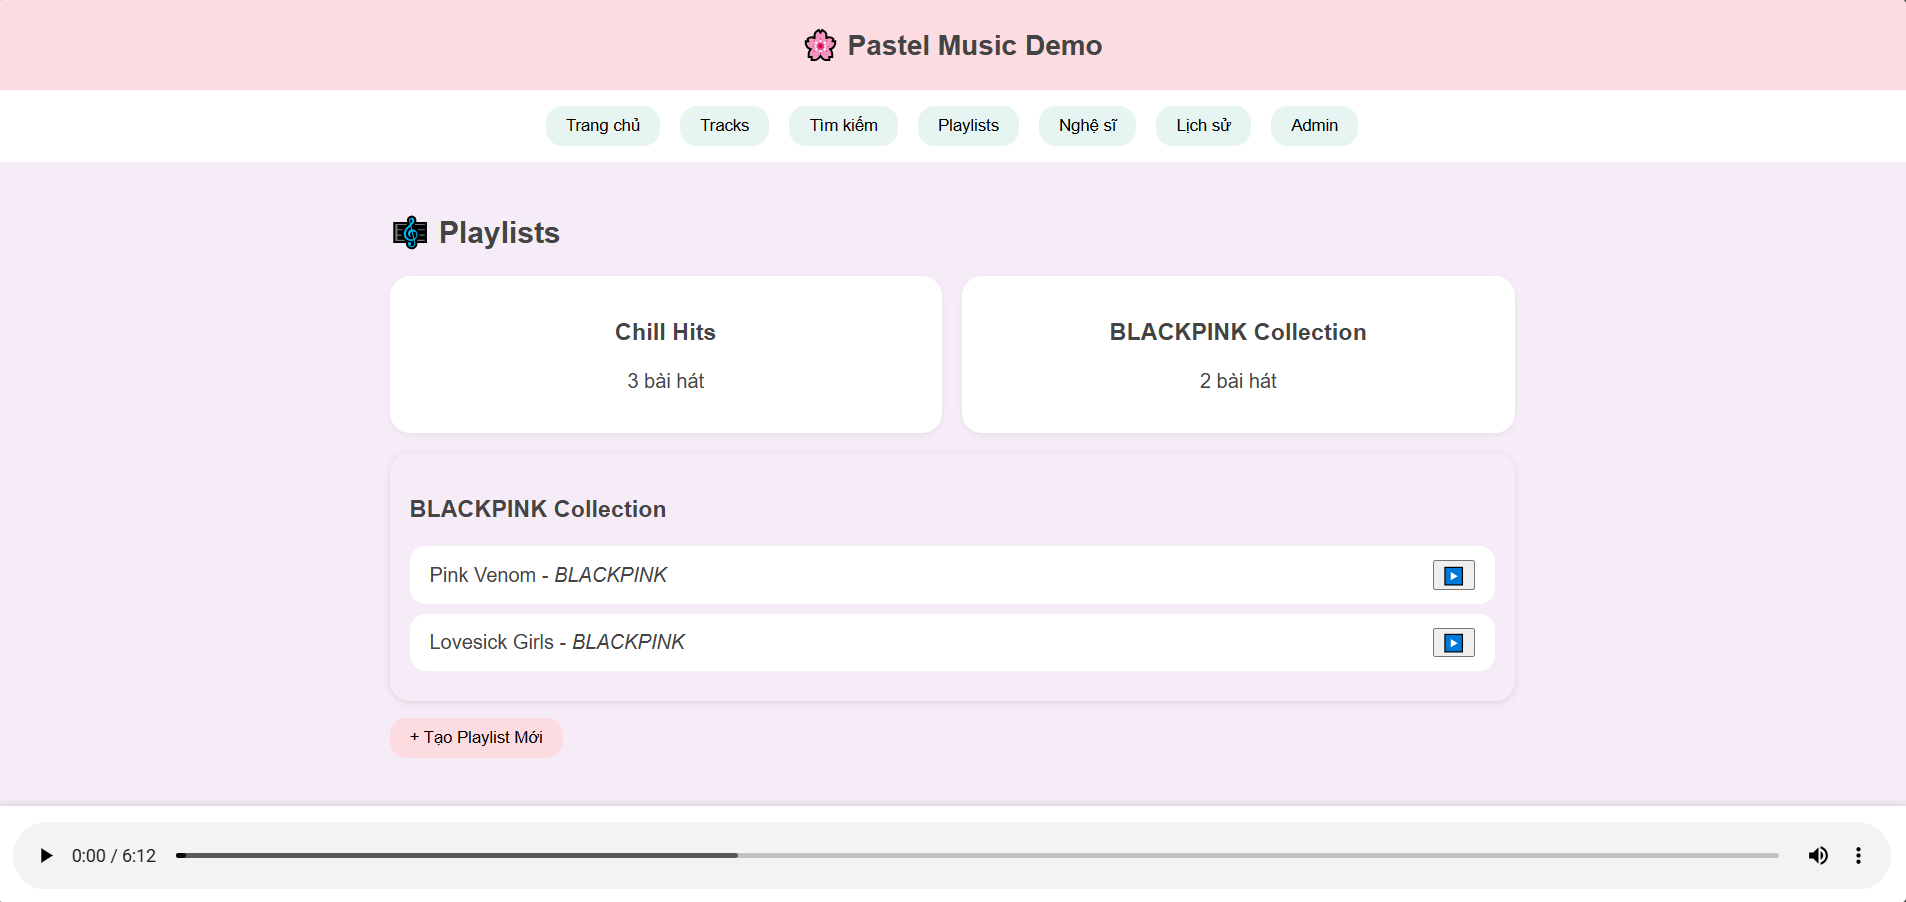 🌸 Pastel Music Demo
Trang chủ Tracks Tìm kiếm Playlists Nghệ sĩ Lịch sử Admin
🎼 Playlists
Chill Hits
3 bài hát
BLACKPINK Collection
2 bài hát
BLACKPINK Collection
Pink Venom - BLACKPINK
Lovesick Girls - BLACKPINK
+ Tạo Playlist Mới
0:00 / 6:12